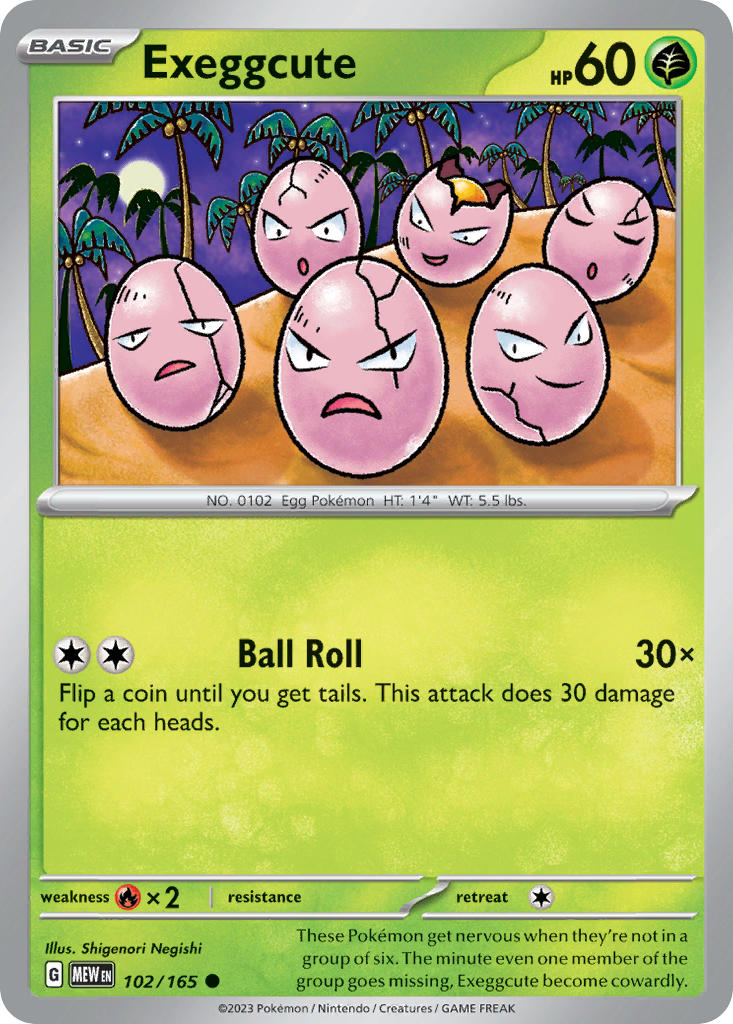 BASIC
Exeggcute
HP 60
NO. 0102 Egg Pokémon HT: 1'4" WT: 5.5 lbs.
Ball Roll 30×
Flip a coin until you get tails. This attack does 30 damage
for each heads.
weakness ×2 resistance retreat
Illus. Shigenori Negishi
These Pokémon get nervous when they're not in a
group of six. The minute even one member of the
group goes missing, Exeggcute become cowardly.
G MEW EN 102/165
©2023 Pokémon / Nintendo / Creatures / GAME FREAK